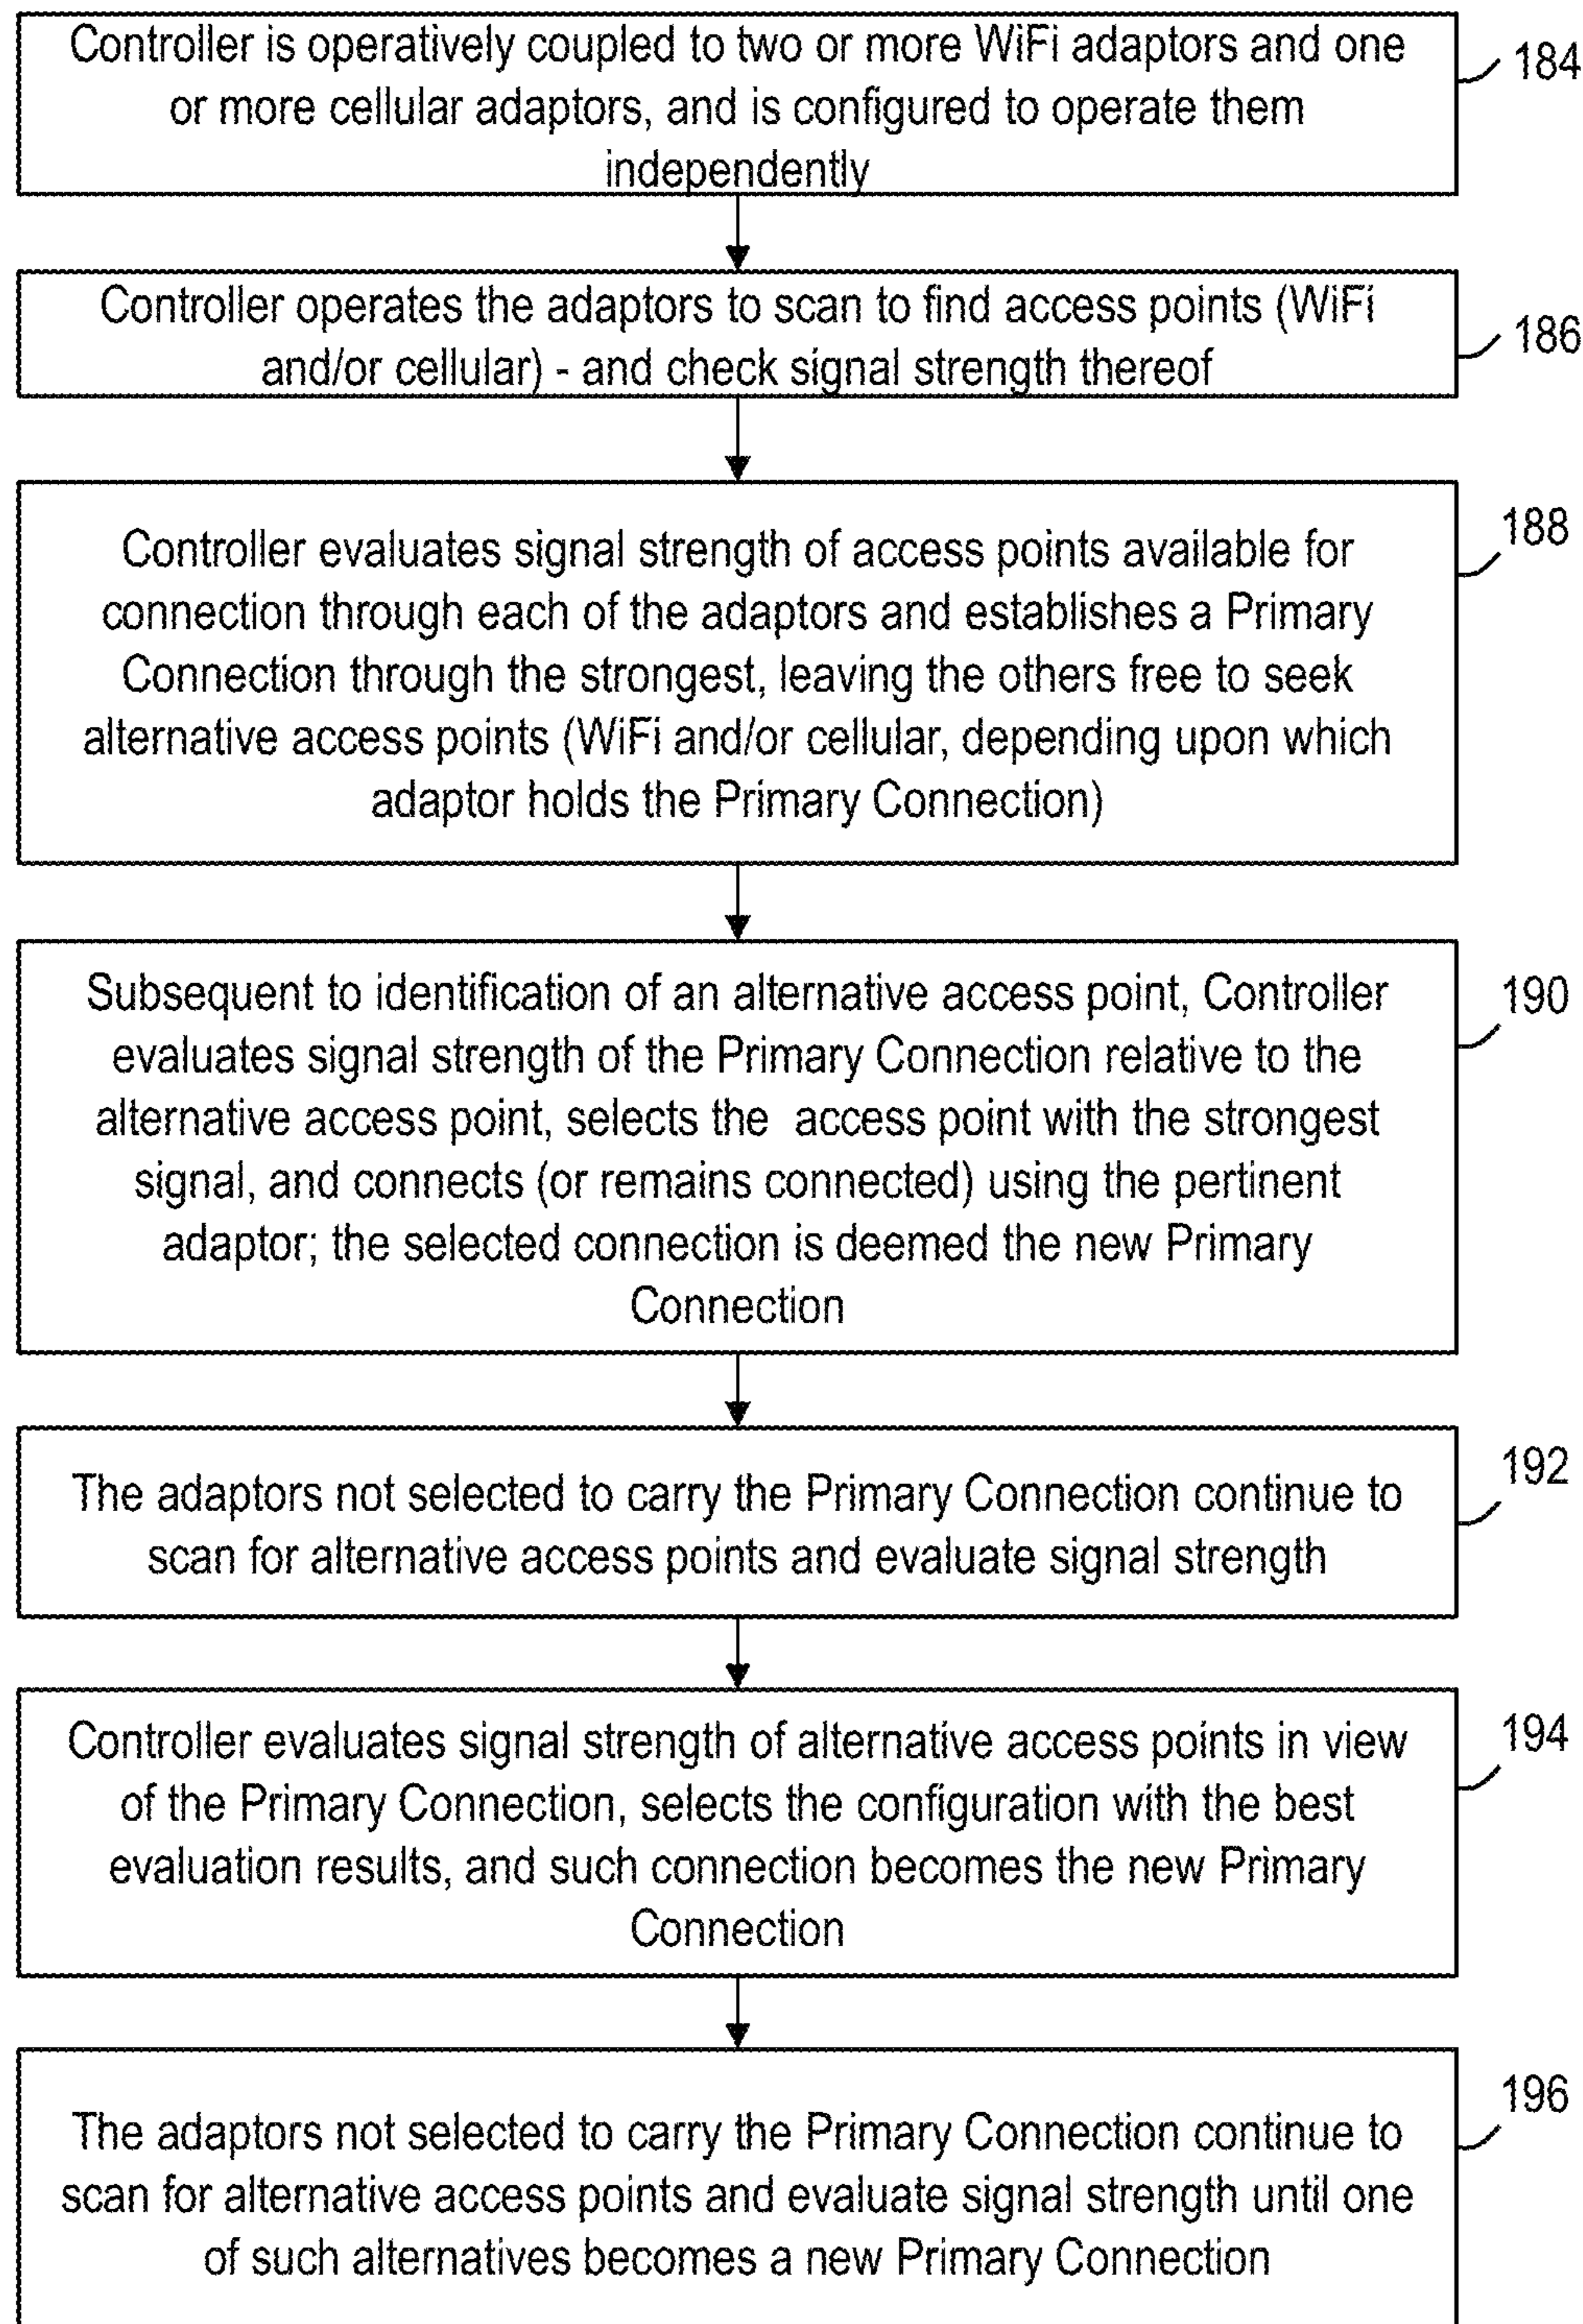 Controller is operatively coupled to two or more WiFi adaptors and one
or more cellular adaptors, and is configured to operate them
independently
184
Controller operates the adaptors to scan to find access points (WiFi
and/or cellular) - and check signal strength thereof
186
Controller evaluates signal strength of access points available for
connection through each of the adaptors and establishes a Primary
Connection through the strongest, leaving the others free to seek
alternative access points (WiFi and/or cellular, depending upon which
adaptor holds the Primary Connection)
188
Subsequent to identification of an alternative access point, Controller
evaluates signal strength of the Primary Connection relative to the
alternative access point, selects the access point with the strongest
signal, and connects (or remains connected) using the pertinent
adaptor; the selected connection is deemed the new Primary
Connection
190
The adaptors not selected to carry the Primary Connection continue to
scan for alternative access points and evaluate signal strength
192
Controller evaluates signal strength of alternative access points in view
of the Primary Connection, selects the configuration with the best
evaluation results, and such connection becomes the new Primary
Connection
194
The adaptors not selected to carry the Primary Connection continue to
scan for alternative access points and evaluate signal strength until one
of such alternatives becomes a new Primary Connection
196